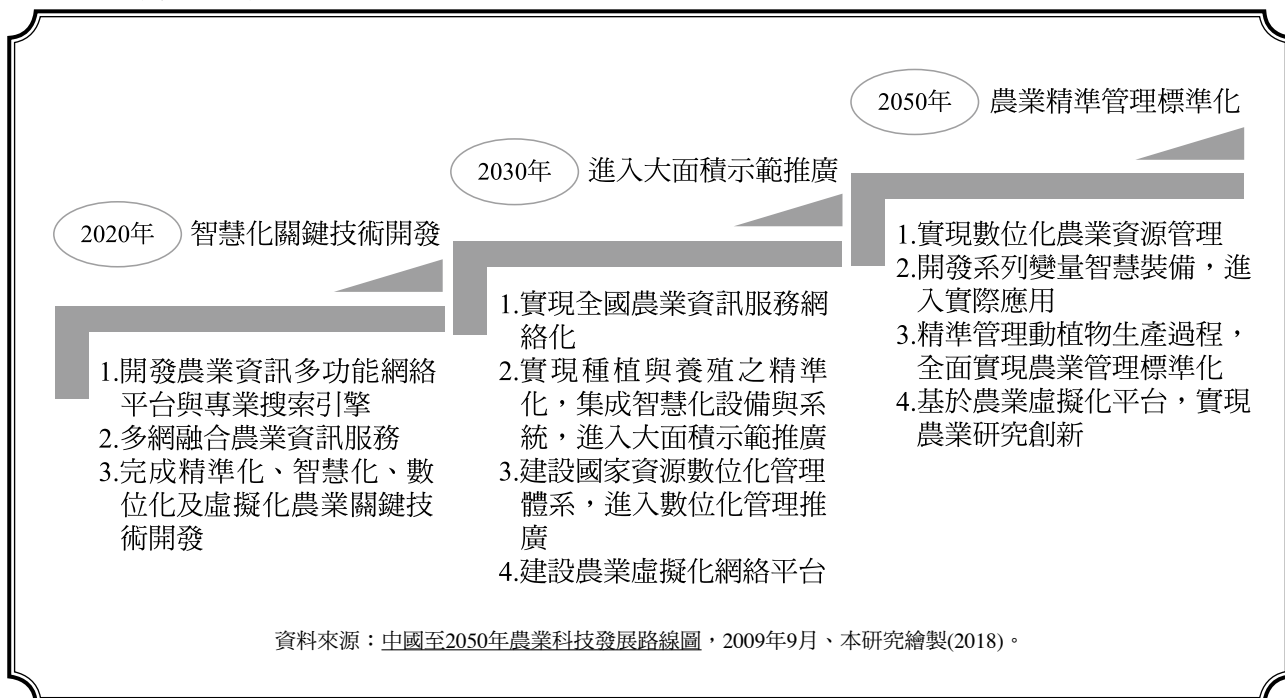 2020年
智慧化關鍵技術開發
1.開發農業資訊多功能網絡
平台與專業搜索引擎
2.多網融合農業資訊服務
3.完成精準化、智慧化、數
位化及虛擬化農業關鍵技
術開發
2030年
進入大面積示範推廣
1.實現全國農業資訊服務網
絡化
2.實現種植與養殖之精準
化，集成智慧化設備與系
統，進入大面積示範推廣
3.建設國家資源數位化管理
體系，進入數位化管理推
廣
4.建設農業虛擬化網絡平台
2050年
農業精準管理標準化
1.實現數位化農業資源管理
2.開發系列變量智慧裝備，進
入實際應用
3.精準管理動植物生產過程，
全面實現農業管理標準化
4.基於農業虛擬化平台，實現
農業研究創新
資料來源：中國至2050年農業科技發展路線圖，2009年9月、本研究繪製(2018)。